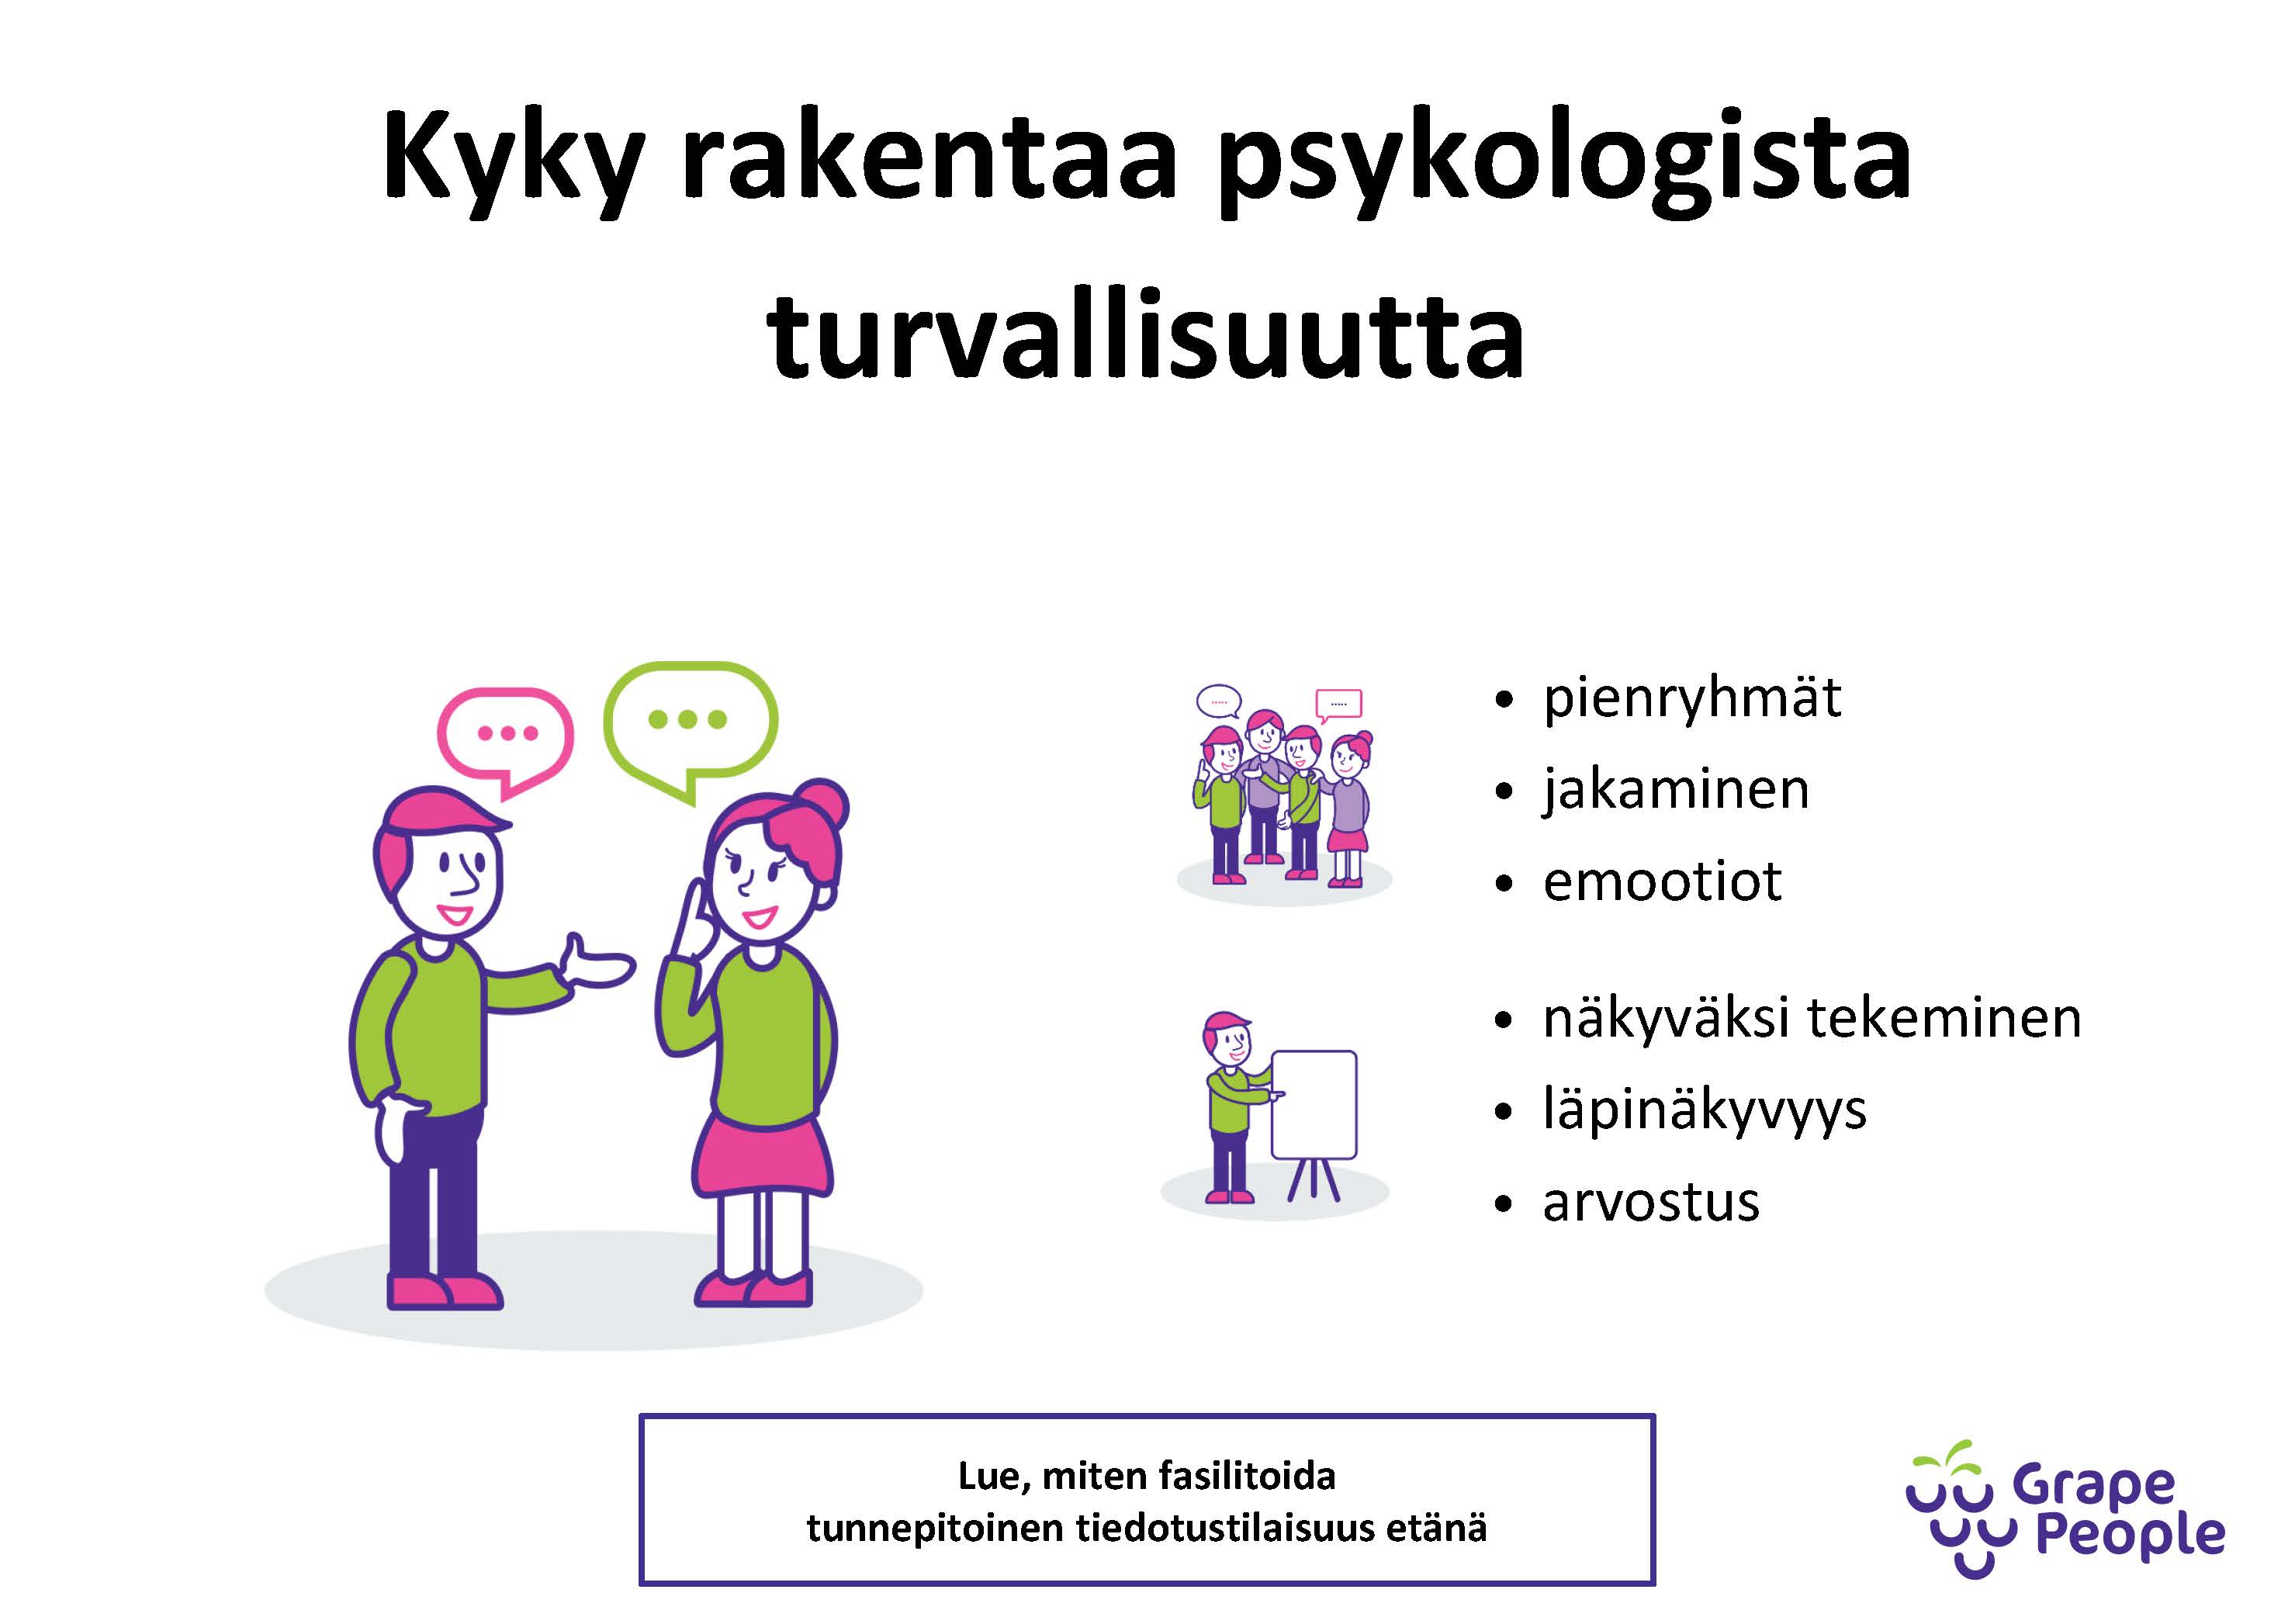 Kyky rakentaa psykologista
turvallisuutta
• pienryhmät
• jakaminen
• emootiot
• näkyväksi tekeminen
• läpinäkyvyys
• arvostus
Lue, miten fasilitoida
tunnepitoinen tiedotustilaisuus etänä
Grape
People